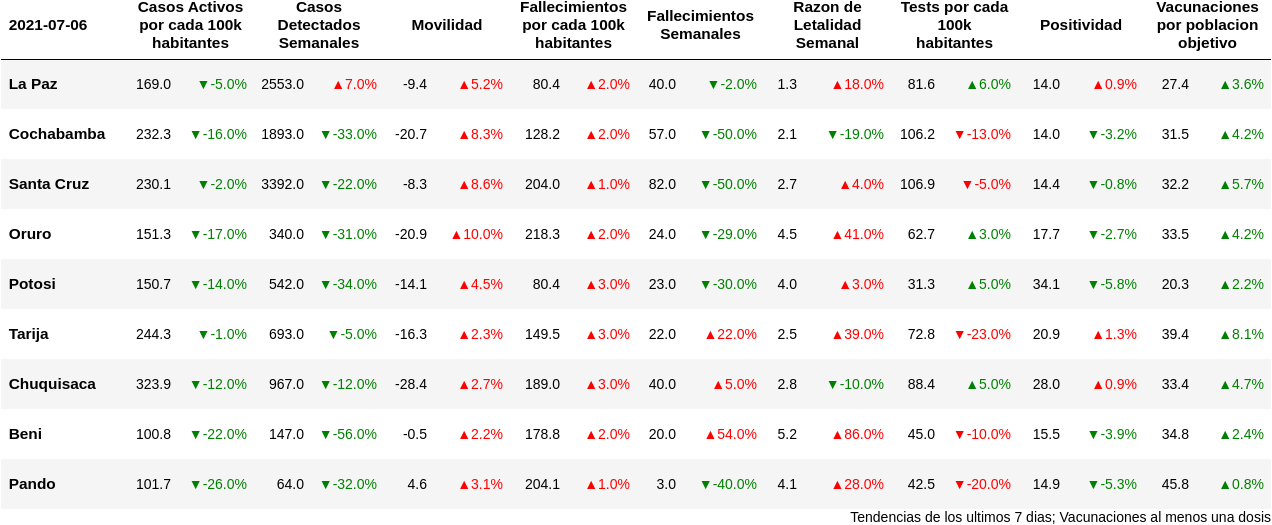 2021-07-06 Casos Activos por cada 100k habitantes Casos Detectados Semanales Movilidad Fallecimientos por cada 100k habitantes Fallecimientos Semanales Razon de Letalidad Semanal Tests por cada 100k habitantes Positividad Vacunaciones por poblacion objetivo
La Paz 169.0 ▼-5.0% 2553.0 ▲7.0% -9.4 ▲5.2% 80.4 ▲2.0% 40.0 ▼-2.0% 1.3 ▲18.0% 81.6 ▲6.0% 14.0 ▲0.9% 27.4 ▲3.6%
Cochabamba 232.3 ▼-16.0% 1893.0 ▼-33.0% -20.7 ▲8.3% 128.2 ▲2.0% 57.0 ▼-50.0% 2.1 ▼-19.0% 106.2 ▼-13.0% 14.0 ▼-3.2% 31.5 ▲4.2%
Santa Cruz 230.1 ▼-2.0% 3392.0 ▼-22.0% -8.3 ▲8.6% 204.0 ▲1.0% 82.0 ▼-50.0% 2.7 ▲4.0% 106.9 ▼-5.0% 14.4 ▼-0.8% 32.2 ▲5.7%
Oruro 151.3 ▼-17.0% 340.0 ▼-31.0% -20.9 ▲10.0% 218.3 ▲2.0% 24.0 ▼-29.0% 4.5 ▲41.0% 62.7 ▲3.0% 17.7 ▼-2.7% 33.5 ▲4.2%
Potosi 150.7 ▼-14.0% 542.0 ▼-34.0% -14.1 ▲4.5% 80.4 ▲3.0% 23.0 ▼-30.0% 4.0 ▲3.0% 31.3 ▲5.0% 34.1 ▼-5.8% 20.3 ▲2.2%
Tarija 244.3 ▼-1.0% 693.0 ▼-5.0% -16.3 ▲2.3% 149.5 ▲3.0% 22.0 ▲22.0% 2.5 ▲39.0% 72.8 ▼-23.0% 20.9 ▲1.3% 39.4 ▲8.1%
Chuquisaca 323.9 ▼-12.0% 967.0 ▼-12.0% -28.4 ▲2.7% 189.0 ▲3.0% 40.0 ▲5.0% 2.8 ▼-10.0% 88.4 ▲5.0% 28.0 ▲0.9% 33.4 ▲4.7%
Beni 100.8 ▼-22.0% 147.0 ▼-56.0% -0.5 ▲2.2% 178.8 ▲2.0% 20.0 ▲54.0% 5.2 ▲86.0% 45.0 ▼-10.0% 15.5 ▼-3.9% 34.8 ▲2.4%
Pando 101.7 ▼-26.0% 64.0 ▼-32.0% 4.6 ▲3.1% 204.1 ▲1.0% 3.0 ▼-40.0% 4.1 ▲28.0% 42.5 ▼-20.0% 14.9 ▼-5.3% 45.8 ▲0.8%
Tendencias de los ultimos 7 dias; Vacunaciones al menos una dosis